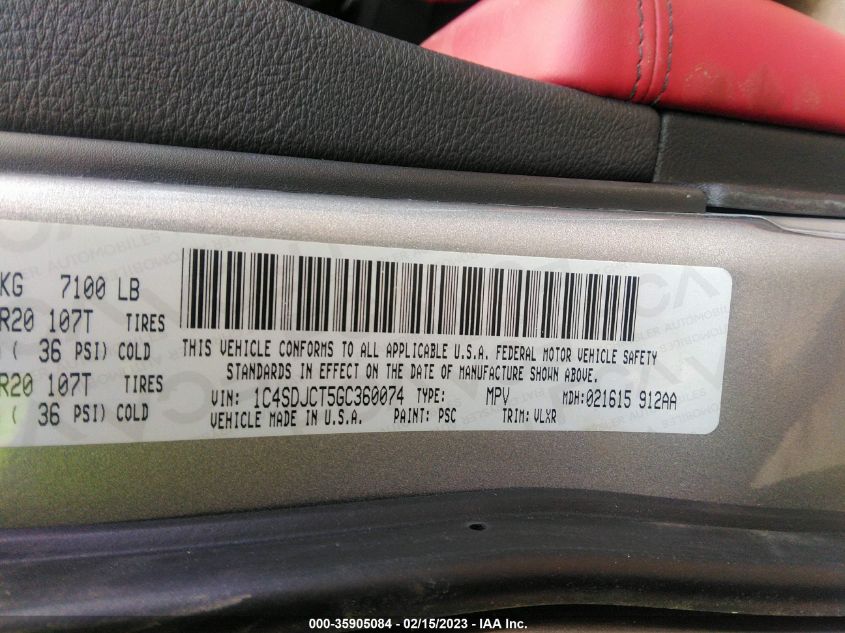 KG 7100 LB
R20 107T TIRES
( 36 PSI) COLD
R20 107T TIRES
( 36 PSI) COLD
THIS VEHICLE CONFORMS TO ALL APPLICABLE U.S.A. FEDERAL MOTOR VEHICLE SAFETY
STANDARDS IN EFFECT ON THE DATE OF MANUFACTURE SHOWN ABOVE.
VIN: 1C4SDJCT5GC360074 TYPE: MPV MDH:021615 912AA
VEHICLE MADE IN U.S.A. PAINT: PSC TRIM: VLXR
000-35905084 - 02/15/2023 - IAA Inc.